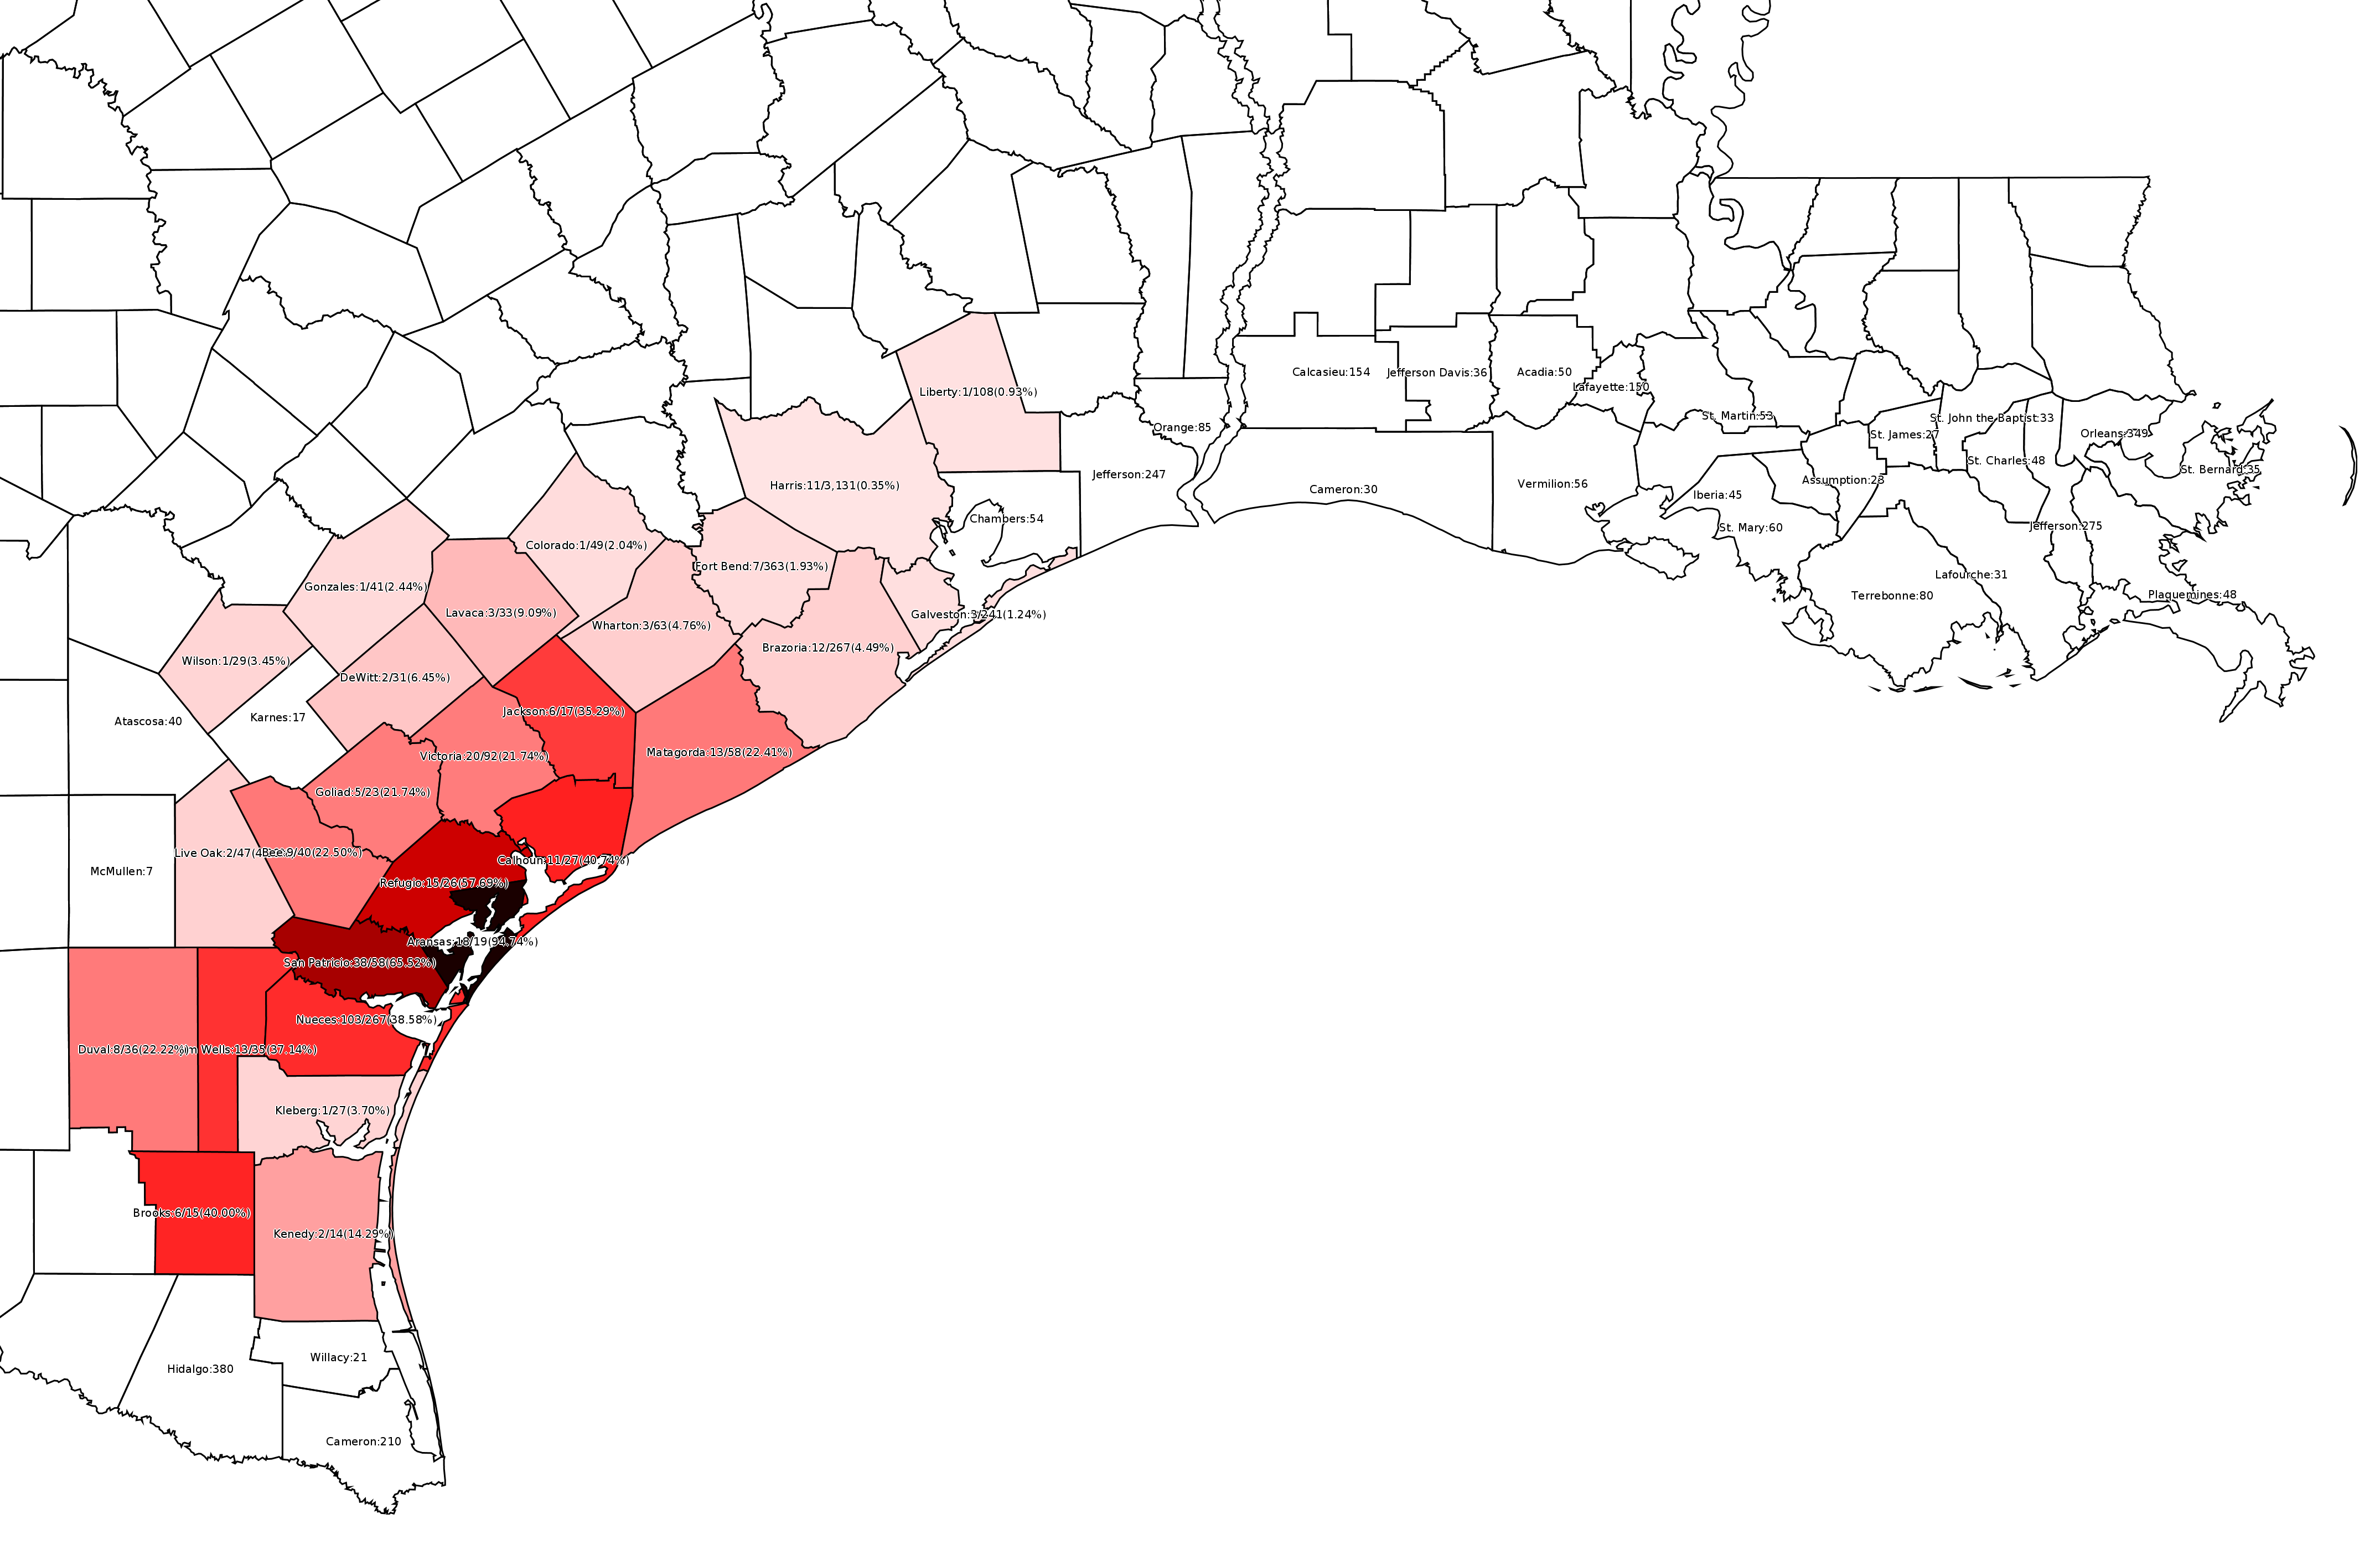 Calcasieu:154
Jefferson Davis:36
Acadia:50
Lafayette:150
Liberty:1/108(0.93%)
St. Martin:53
St. John the Baptist:33
Orange:85
St. James:27
Orleans:349
St. Charles:48
St. Bernard:35
Jefferson:247
Assumption:23
Vermilion:56
Harris:11/3,131(0.35%)
Cameron:30
Iberia:45
Chambers:54
Jefferson:275
St. Mary:60
Colorado:1/49(2.04%)
Fort Bend:7/363(1.93%)
Lafourche:31
Gonzales:1/41(2.44%)
Plaquemines:48
Terrebonne:80
Lavaca:3/33(9.09%)
Galveston:3/241(1.24%)
Wharton:3/63(4.76%)
Brazoria:12/267(4.49%)
Wilson:1/29(3.45%)
DeWitt:2/31(6.45%)
Jackson:6/17(35.29%)
Karnes:17
Atascosa:40
Matagorda:13/58(22.41%)
Victoria:20/92(21.74%)
Goliad:5/23(21.74%)
Live Oak:2/47(4
Bee:9/40(22.50%)
Calhoun:11/27(40.74%)
McMullen:7
Refugio:15/26(57.69%)
Aransas:18/19(94.74%)
San Patricio:38/58(65.52%)
Nueces:103/267(38.58%)
Duval:8/36(22.22%)
Wells:13/35(37.14%)
Kleberg:1/27(3.70%)
Brooks:6/15(40.00%)
Kenedy:2/14(14.29%)
Willacy:21
Hidalgo:380
Cameron:210